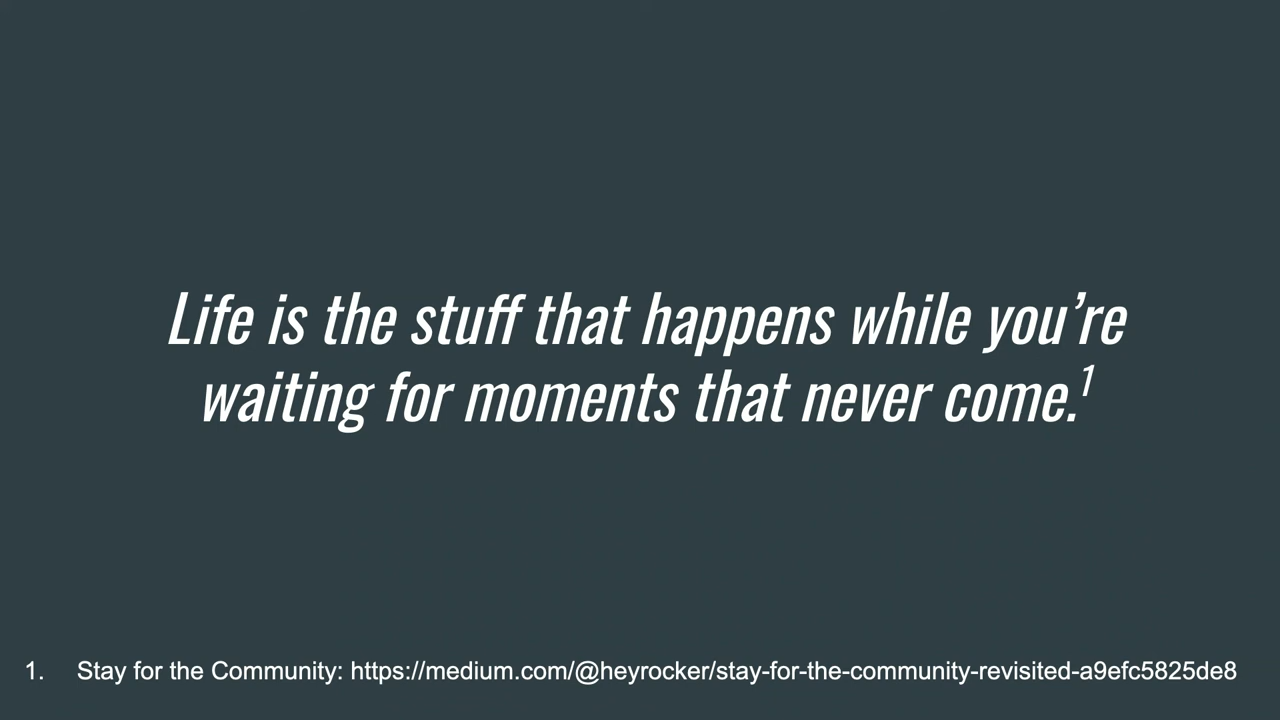 Life is the stuff that happens while you’re
waiting for moments that never come.¹
1. Stay for the Community: https://medium.com/@heyrocker/stay-for-the-community-revisited-a9efc5825de8